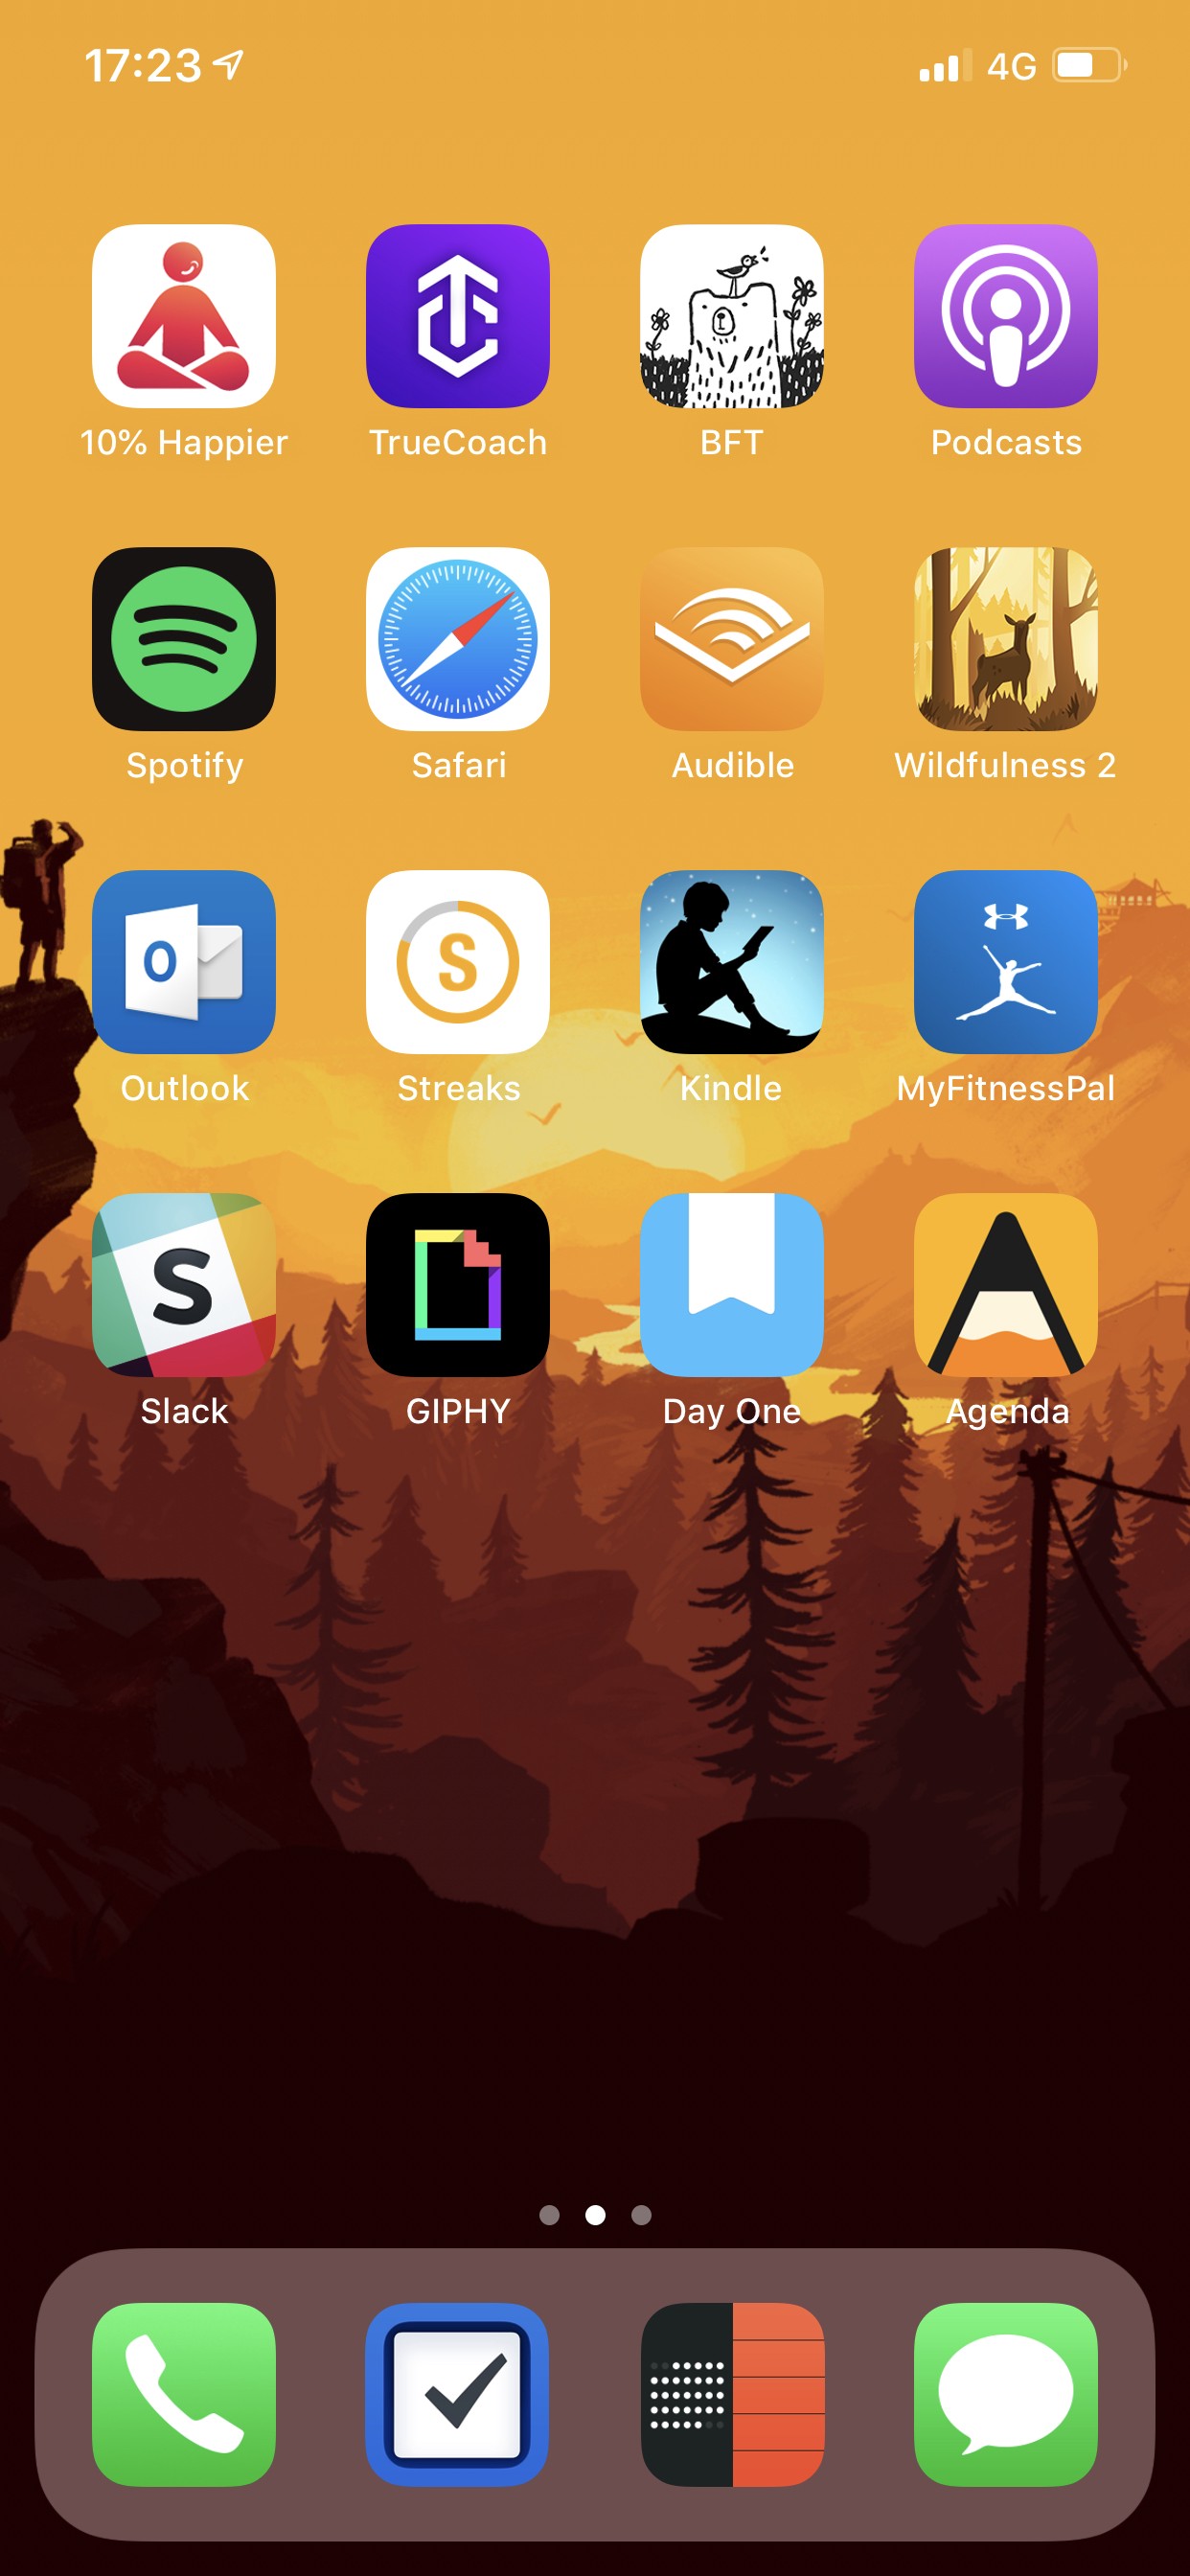 17:23 4G
10% Happier TrueCoach BFT Podcasts
Spotify Safari Audible Wildfulness 2
O S
Outlook Streaks Kindle MyFitnessPal
S
Slack GIPHY Day One Agenda